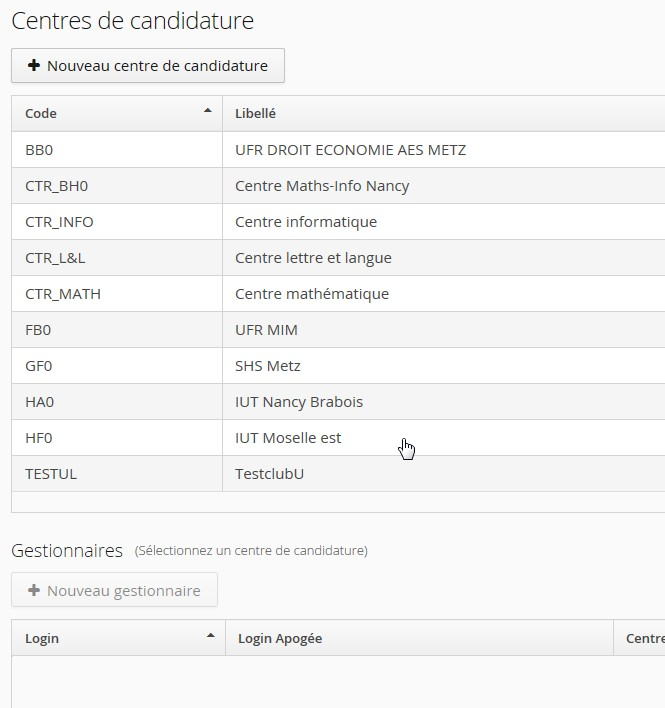 Centres de candidature
Nouveau centre de candidature
Code Libellé
BB0 UFR DROIT ECONOMIE AES METZ
CTR_BH0 Centre Maths-Info Nancy
CTR_INFO Centre informatique
CTR_L&L Centre lettre et langue
CTR_MATH Centre mathématique
FB0 UFR MIM
GF0 SHS Metz
HA0 IUT Nancy Brabois
HF0 IUT Moselle est
TESTUL TestclubU
Gestionnaires (Sélectionnez un centre de candidature)
Nouveau gestionnaire
Login Login Apogée Centre